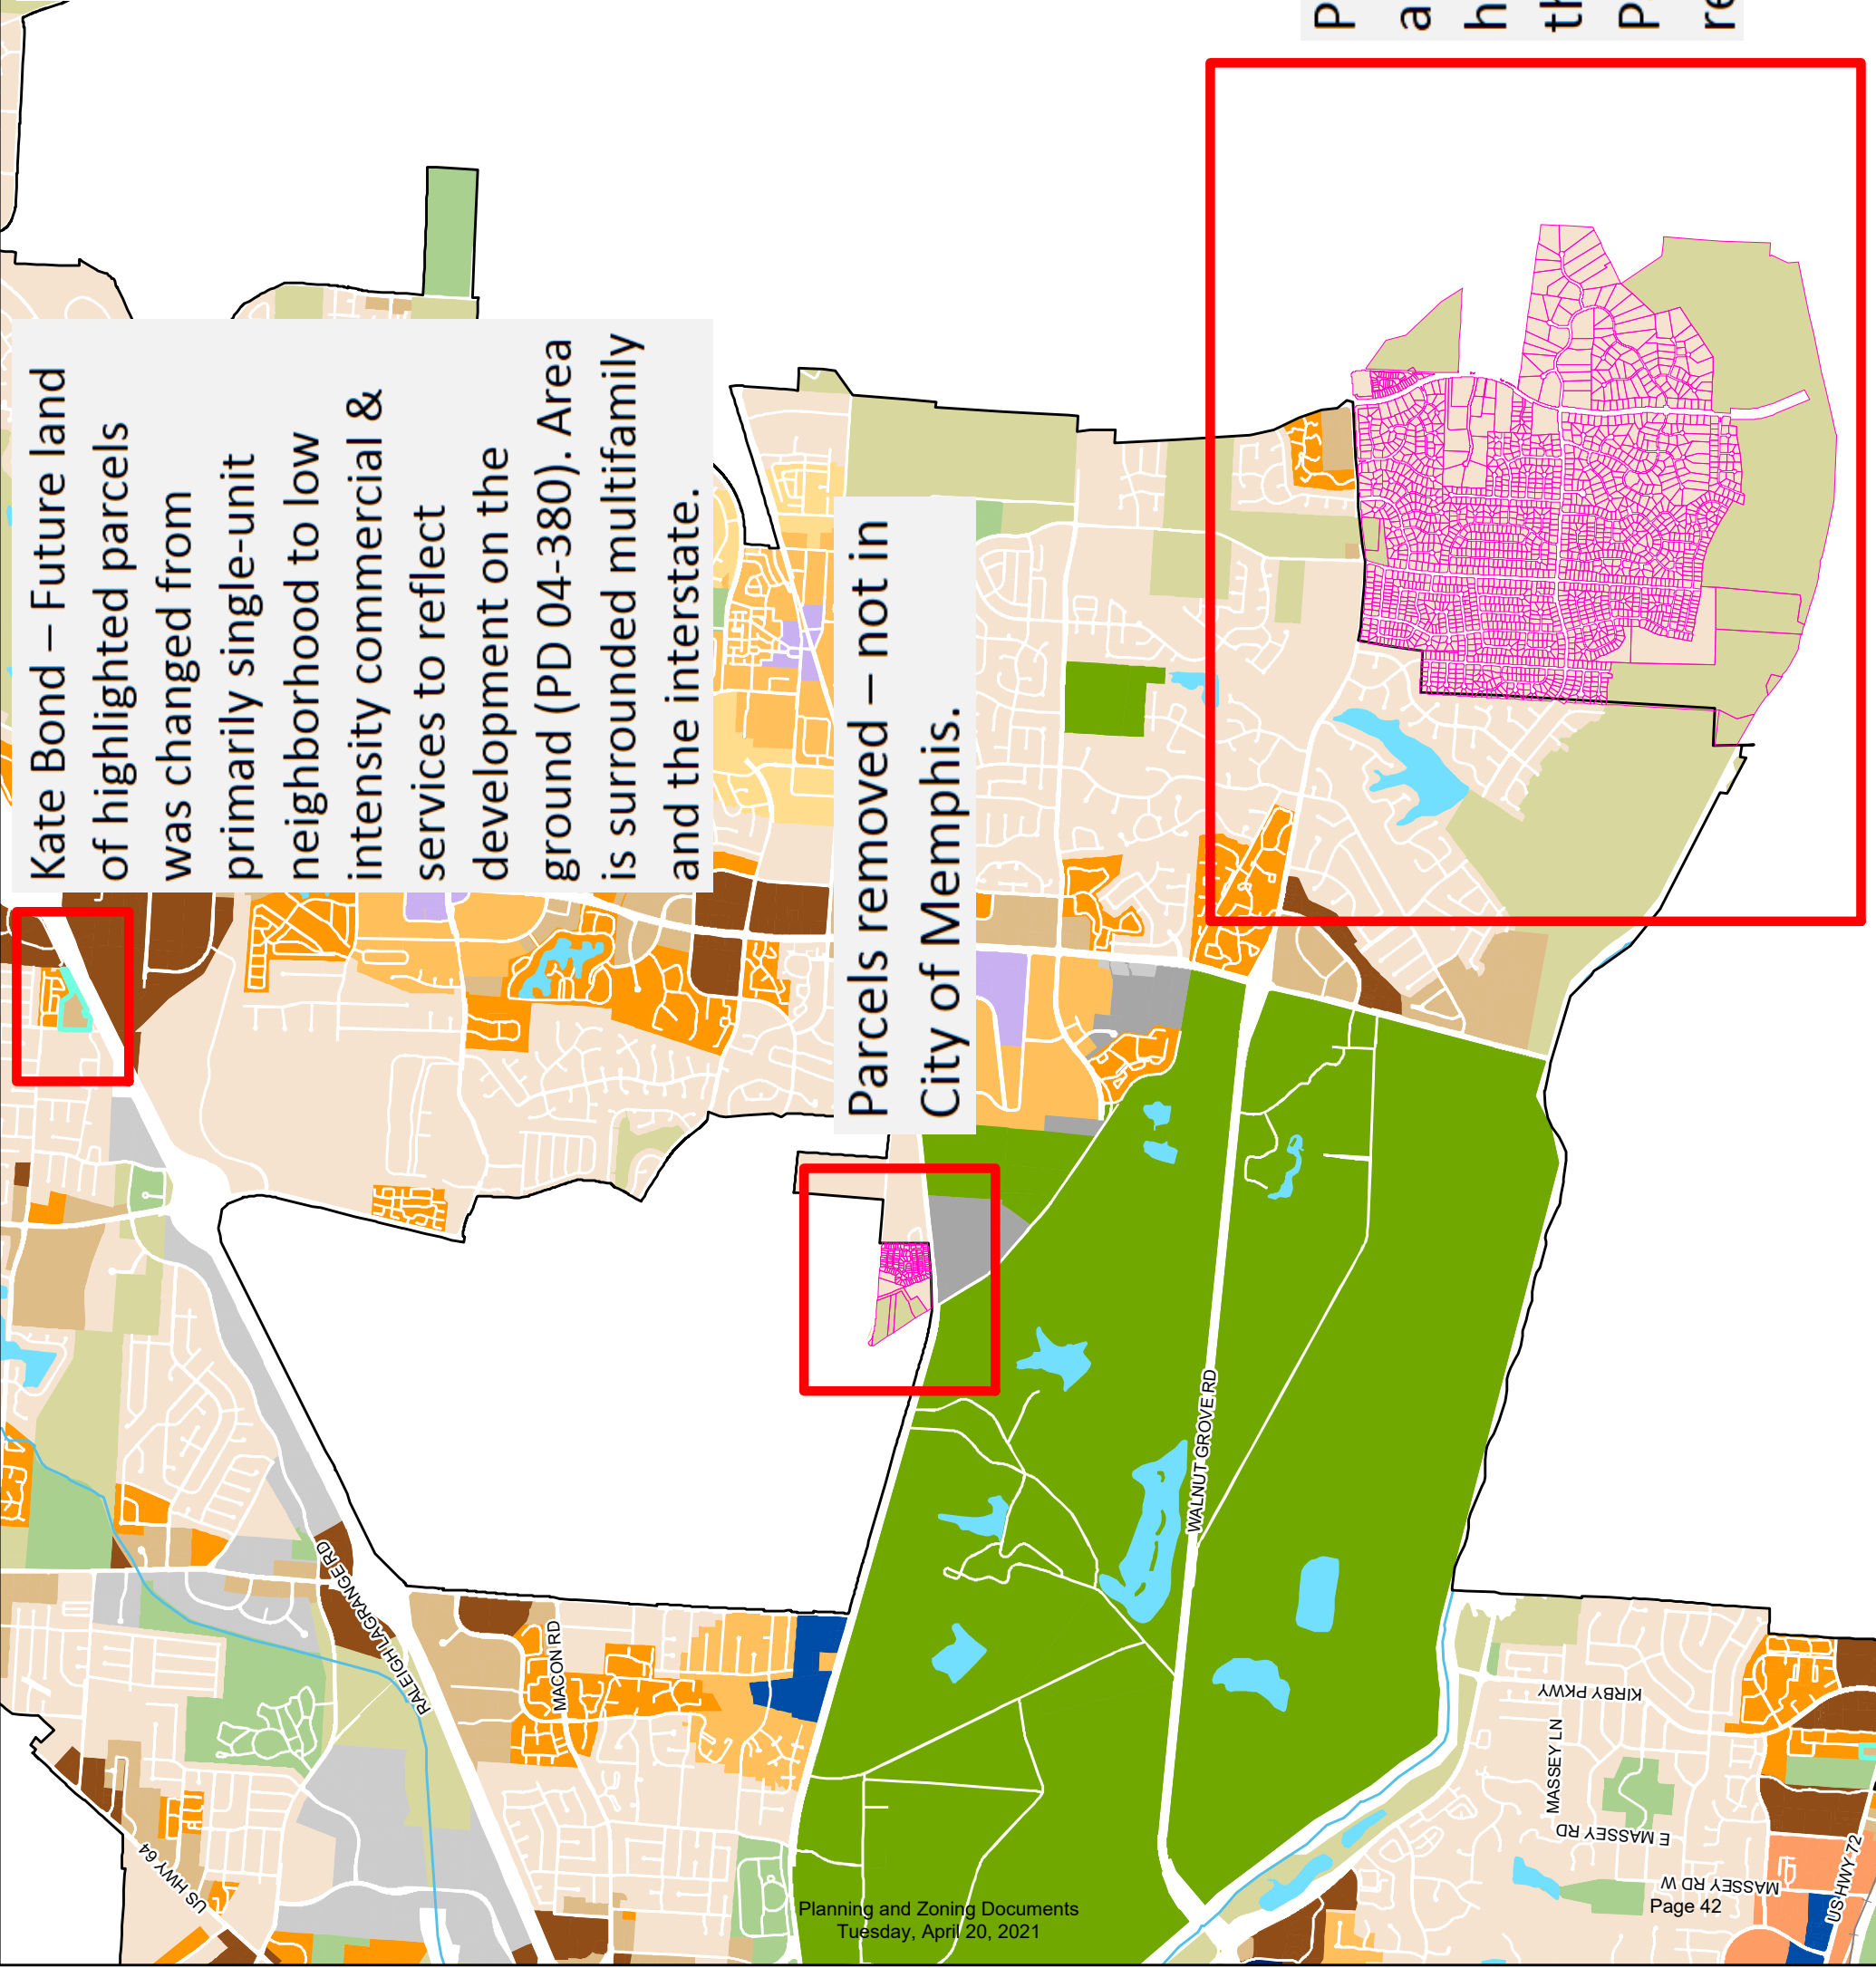 Kate Bond – Future land
of highlighted parcels
was changed from
primarily single-unit
neighborhood to low
intensity commercial &
services to reflect
development on the
ground (PD 04-380). Area
is surrounded multifamily
and the interstate.
Parcels removed – not in
City of Memphis.
P
a
h
th
P
re
WALNUT GROVE RD
RALEIGH LAGRANGE RD
MACON RD
US HWY 64
KIRBY PKWY
MASSEY LN
E MASSEY RD
MASSEY RD W
US HWY 72
Planning and Zoning Documents
Tuesday, April 20, 2021
Page 42